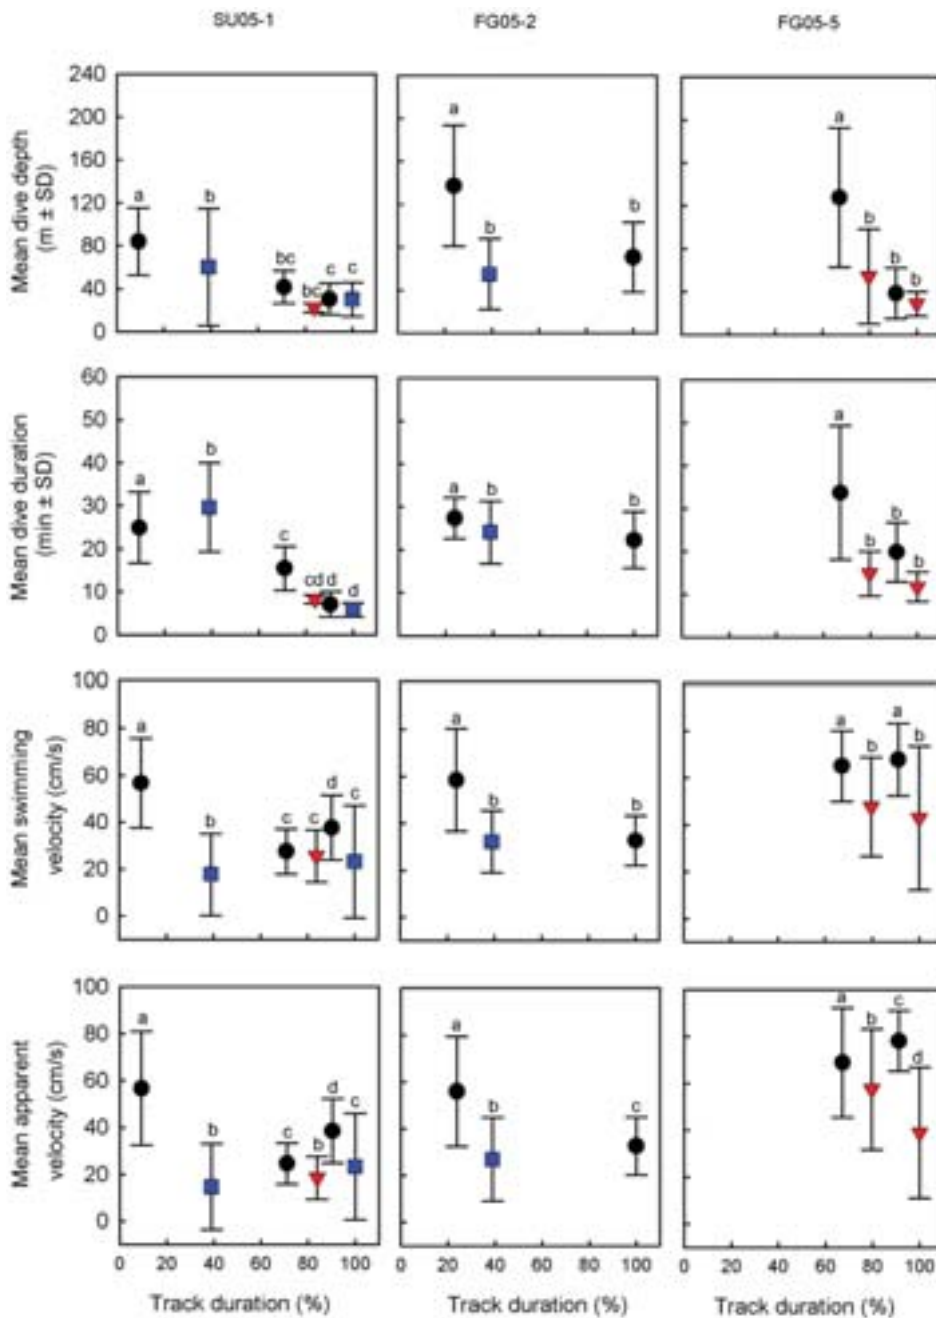 SU05-1 FG05-2 FG05-5
Mean dive depth
(m ± SD)
240
200
160
120
80
40
0
a b bc bc c c
a b b
a b b b
Mean dive duration
(min ± SD)
60
50
40
30
20
10
0
a b c cd d d
a b b
a b b b
Mean swimming
velocity (cm/s)
100
80
60
40
20
0
a b c c d c
a b b
a b a b
Mean apparent
velocity (cm/s)
100
80
60
40
20
0
a b c b d c
a b c
a b c d
0 20 40 60 80 100 0 20 40 60 80 100 0 20 40 60 80 100
Track duration (%) Track duration (%) Track duration (%)